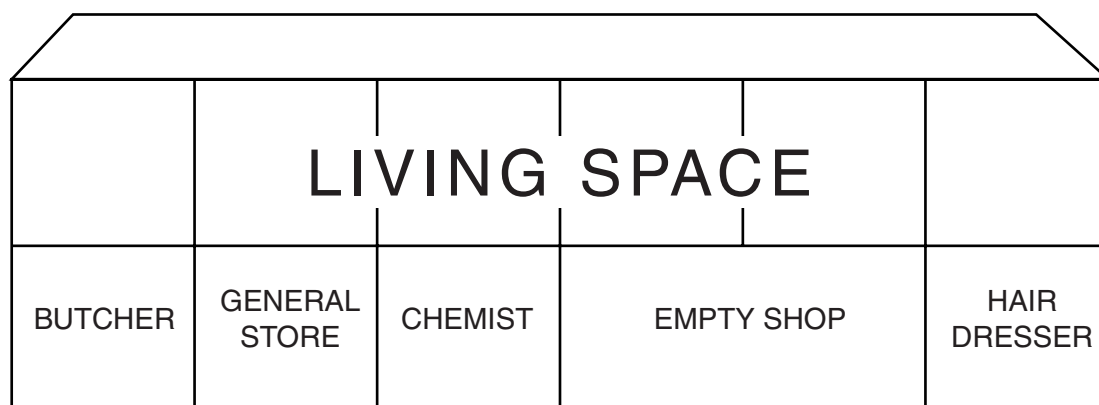 LIVING SPACE
BUTCHER
GENERAL
STORE
CHEMIST
EMPTY SHOP
HAIR
DRESSER